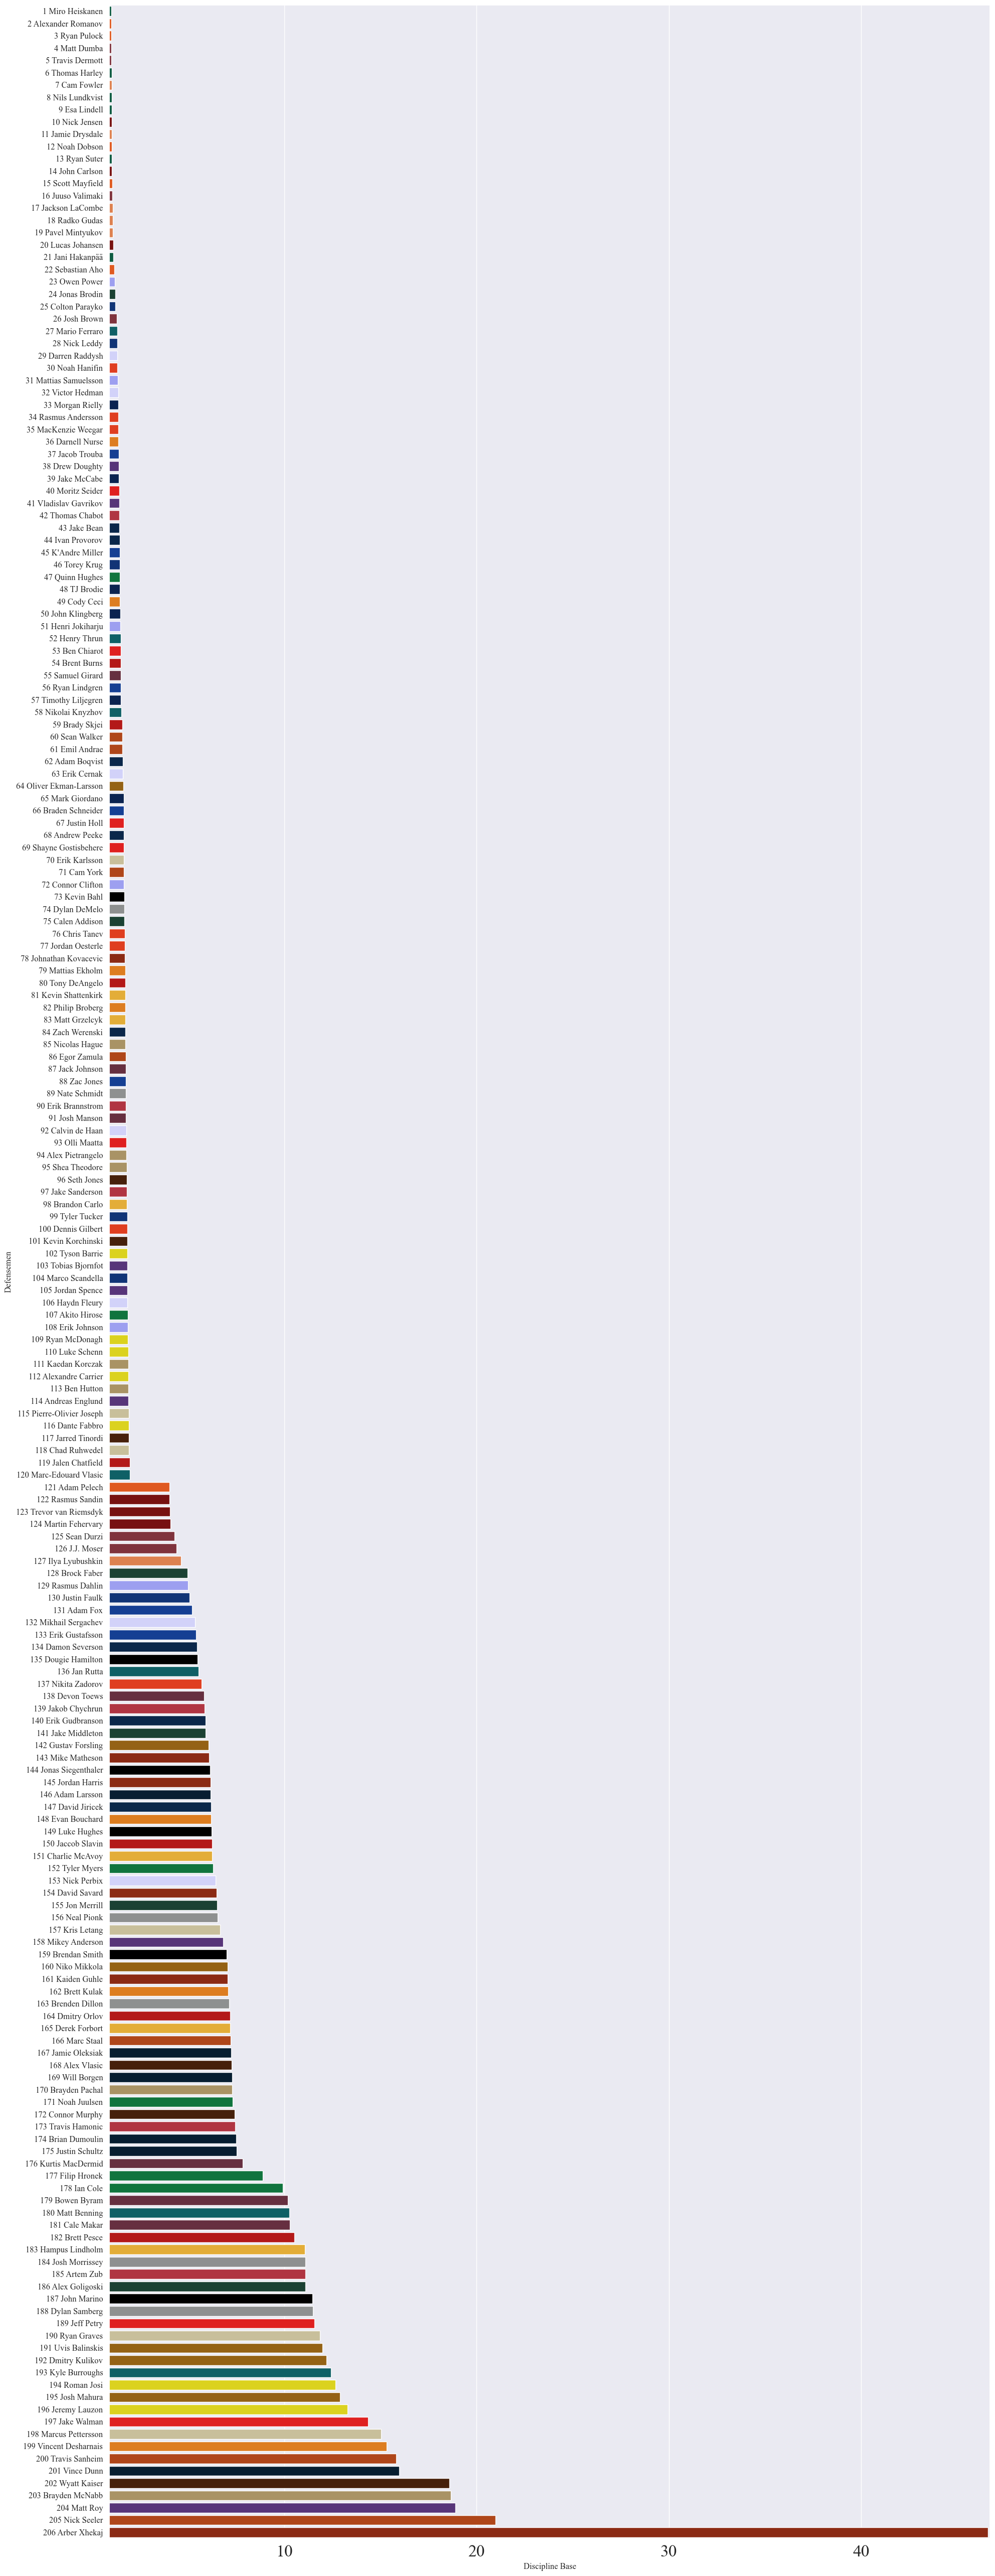 1 Miro Heiskanen
2 Alexander Romanov
3 Ryan Pulock
4 Matt Dumba
5 Travis Dermott
6 Thomas Harley
7 Cam Fowler
8 Nils Lundkvist
9 Esa Lindell
10 Nick Jensen
11 Jamie Drysdale
12 Noah Dobson
13 Ryan Suter
14 John Carlson
15 Scott Mayfield
16 Juuso Valimaki
17 Jackson LaCombe
18 Radko Gudas
19 Pavel Mintyukov
20 Lucas Johansen
21 Jani Hakanpää
22 Sebastian Aho
23 Owen Power
24 Jonas Brodin
25 Colton Parayko
26 Josh Brown
27 Mario Ferraro
28 Nick Leddy
29 Darren Raddysh
30 Noah Hanifin
31 Mattias Samuelsson
32 Victor Hedman
33 Morgan Rielly
34 Rasmus Andersson
35 MacKenzie Weegar
36 Darnell Nurse
37 Jacob Trouba
38 Drew Doughty
39 Jake McCabe
40 Moritz Seider
41 Vladislav Gavrikov
42 Thomas Chabot
43 Jake Bean
44 Ivan Provorov
45 K'Andre Miller
46 Torey Krug
47 Quinn Hughes
48 TJ Brodie
49 Cody Ceci
50 John Klingberg
51 Henri Jokiharju
52 Henry Thrun
53 Ben Chiarot
54 Brent Burns
55 Samuel Girard
56 Ryan Lindgren
57 Timothy Liljegren
58 Nikolai Knyzhov
59 Brady Skjei
60 Sean Walker
61 Emil Andrae
62 Adam Boqvist
63 Erik Cernak
64 Oliver Ekman-Larsson
65 Mark Giordano
66 Braden Schneider
67 Justin Holl
68 Andrew Peeke
69 Shayne Gostisbehere
70 Erik Karlsson
71 Cam York
72 Connor Clifton
73 Kevin Bahl
74 Dylan DeMelo
75 Calen Addison
76 Chris Tanev
77 Jordan Oesterle
78 Johnathan Kovacevic
79 Mattias Ekholm
80 Tony DeAngelo
81 Kevin Shattenkirk
82 Philip Broberg
83 Matt Grzelcyk
84 Zach Werenski
85 Nicolas Hague
86 Egor Zamula
87 Jack Johnson
88 Zac Jones
89 Nate Schmidt
90 Erik Brannstrom
91 Josh Manson
92 Calvin de Haan
93 Olli Maatta
94 Alex Pietrangelo
95 Shea Theodore
96 Seth Jones
97 Jake Sanderson
98 Brandon Carlo
99 Tyler Tucker
100 Dennis Gilbert
101 Kevin Korchinski
102 Tyson Barrie
103 Tobias Bjornfot
104 Marco Scandella
105 Jordan Spence
106 Haydn Fleury
107 Akito Hirose
108 Erik Johnson
109 Ryan McDonagh
110 Luke Schenn
111 Kaedan Korczak
112 Alexandre Carrier
113 Ben Hutton
114 Andreas Englund
115 Pierre-Olivier Joseph
116 Dante Fabbro
117 Jarred Tinordi
118 Chad Ruhwedel
119 Jalen Chatfield
120 Marc-Edouard Vlasic
121 Adam Pelech
122 Rasmus Sandin
123 Trevor van Riemsdyk
124 Martin Fehervary
125 Sean Durzi
126 J.J. Moser
127 Ilya Lyubushkin
128 Brock Faber
129 Rasmus Dahlin
130 Justin Faulk
131 Adam Fox
132 Mikhail Sergachev
133 Erik Gustafsson
134 Damon Severson
135 Dougie Hamilton
136 Jan Rutta
137 Nikita Zadorov
138 Devon Toews
139 Jakob Chychrun
140 Erik Gudbranson
141 Jake Middleton
142 Gustav Forsling
143 Mike Matheson
144 Jonas Siegenthaler
145 Jordan Harris
146 Adam Larsson
147 David Jiricek
148 Evan Bouchard
149 Luke Hughes
150 Jaccob Slavin
151 Charlie McAvoy
152 Tyler Myers
153 Nick Perbix
154 David Savard
155 Jon Merrill
156 Neal Pionk
157 Kris Letang
158 Mikey Anderson
159 Brendan Smith
160 Niko Mikkola
161 Kaiden Guhle
162 Brett Kulak
163 Brenden Dillon
164 Dmitry Orlov
165 Derek Forbort
166 Marc Staal
167 Jamie Oleksiak
168 Alex Vlasic
169 Will Borgen
170 Brayden Pachal
171 Noah Juulsen
172 Connor Murphy
173 Travis Hamonic
174 Brian Dumoulin
175 Justin Schultz
176 Kurtis MacDermid
177 Filip Hronek
178 Ian Cole
179 Bowen Byram
180 Matt Benning
181 Cale Makar
182 Brett Pesce
183 Hampus Lindholm
184 Josh Morrissey
185 Artem Zub
186 Alex Goligoski
187 John Marino
188 Dylan Samberg
189 Jeff Petry
190 Ryan Graves
191 Uvis Balinskis
192 Dmitry Kulikov
193 Kyle Burroughs
194 Roman Josi
195 Josh Mahura
196 Jeremy Lauzon
197 Jake Walman
198 Marcus Pettersson
199 Vincent Desharnais
200 Travis Sanheim
201 Vince Dunn
202 Wyatt Kaiser
203 Brayden McNabb
204 Matt Roy
205 Nick Seeler
206 Arber Xhekaj
Defensemen
10 20 30 40
Discipline Base